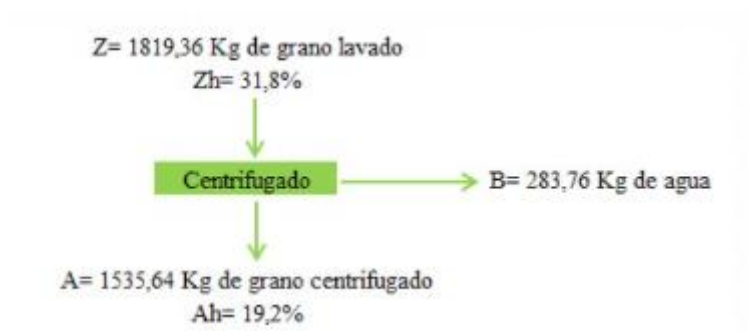 Z= 1819,36 Kg de grano lavado
Zh= 31,8%
Centrifugado
B= 283,76 Kg de agua
A= 1535,64 Kg de grano centrifugado
Ah= 19,2%